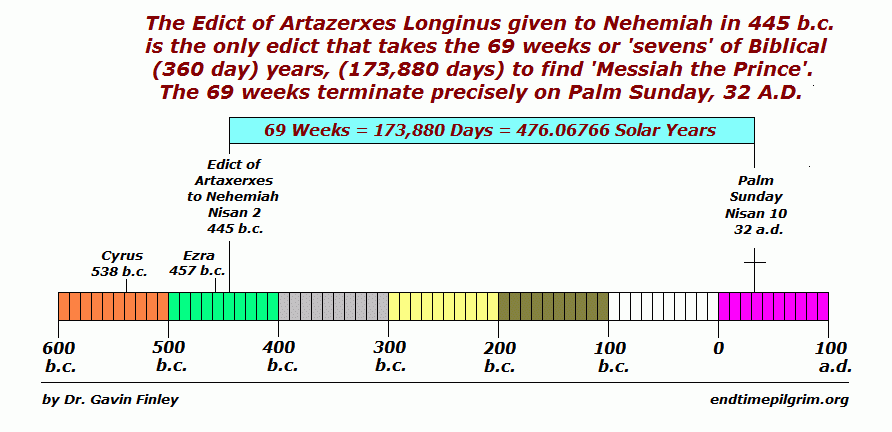 The Edict of Artazerxes Longinus given to Nehemiah in 445 b.c.
is the only edict that takes the 69 weeks or 'sevens' of Biblical
(360 day) years, (173,880 days) to find 'Messiah the Prince'.
The 69 weeks terminate precisely on Palm Sunday, 32 A.D.
69 Weeks = 173,880 Days = 476.06766 Solar Years
Edict of
Artaxerxes
to Nehemiah
Nisan 2
445 b.c.
Palm
Sunday
Nisan 10
32 a.d.
Cyrus
538 b.c.
Ezra
457 b.c.
600 b.c.
500 b.c.
400 b.c.
300 b.c.
200 b.c.
100 b.c.
0
100 a.d.
by Dr. Gavin Finley
endtimepilgrim.org